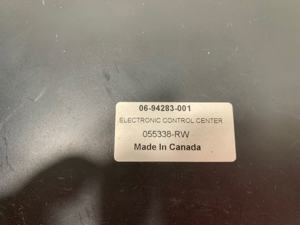 06-94283-001
ELECTRONIC CONTROL CENTER
055338-RW
Made In Canada